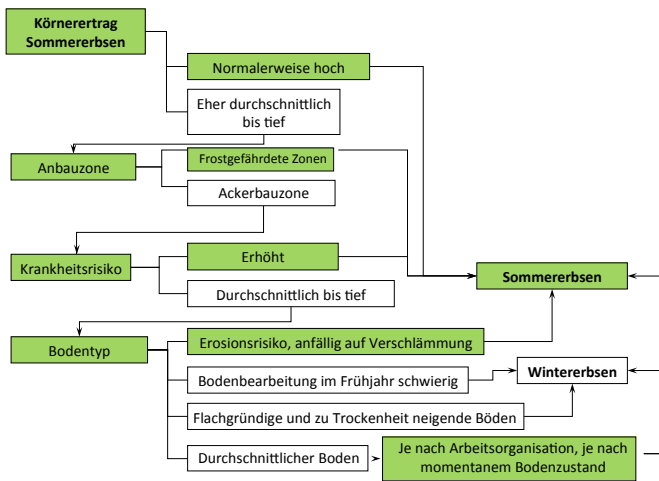 Körnerertrag
Sommererbsen
Normalerweise hoch
Eher durchschnittlich
bis tief
Anbauzone
Frostgefährdete Zonen
Ackerbauzone
Krankheitsrisiko
Erhöht
Durchschnittlich bis tief
Sommererbsen
Bodentyp
Erosionsrisiko, anfällig auf Verschlämmung
Bodenbearbeitung im Frühjahr schwierig
Wintererbsen
Flachgründige und zu Trockenheit neigende Böden
Durchschnittlicher Boden
Je nach Arbeitsorganisation, je nach
momentanem Bodenzustand